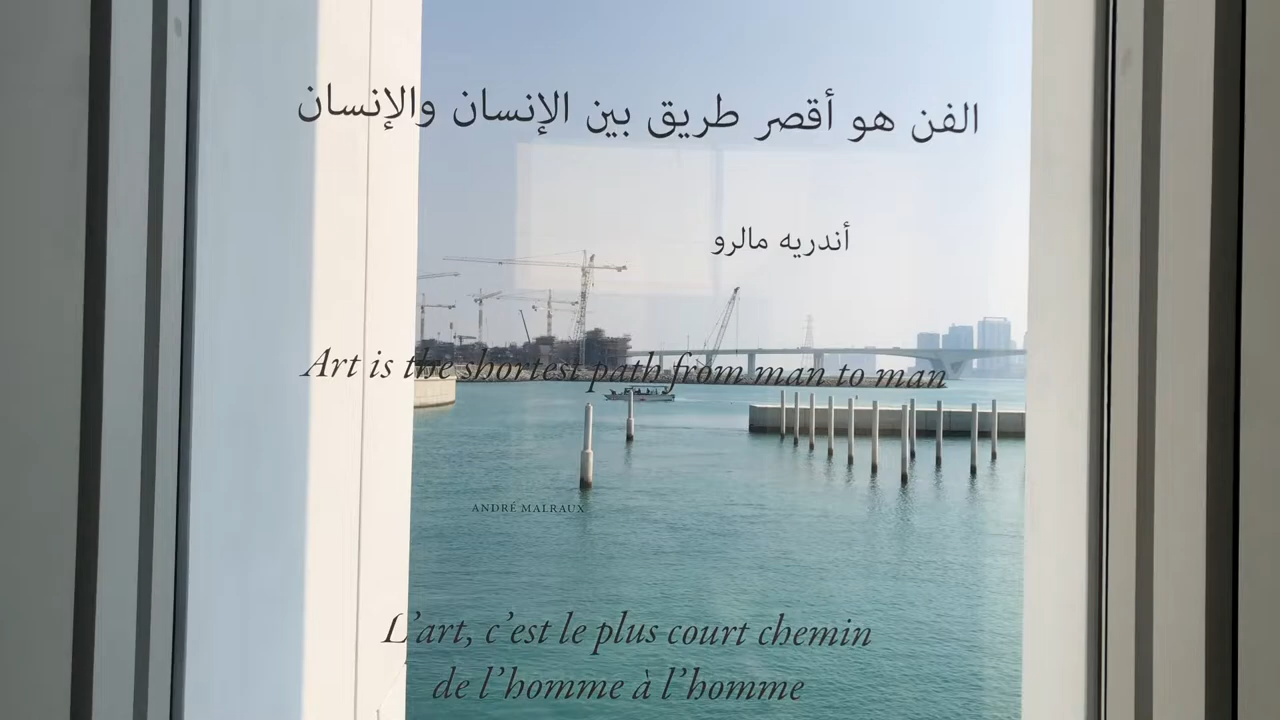 الفن هو أقصر طريق بين الإنسان والإنسان
أندريه مالرو
Art is the shortest path from man to man
ANDRÉ MALRAUX
L’art, c’est le plus court chemin
de l’homme à l’homme